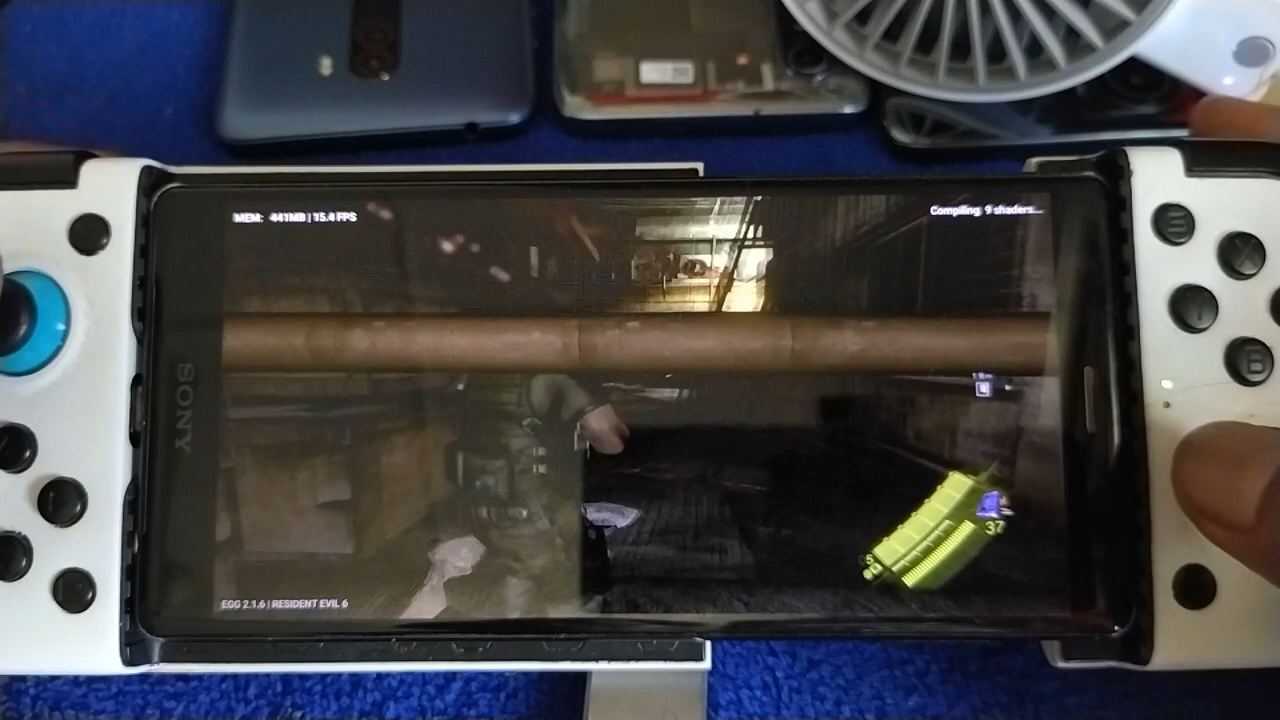 MEM: 441MB | 15.4 FPS
Compiling 9 shaders...
SONY
X
B
37
EGG 2.1.6 | RESIDENT EVIL 6